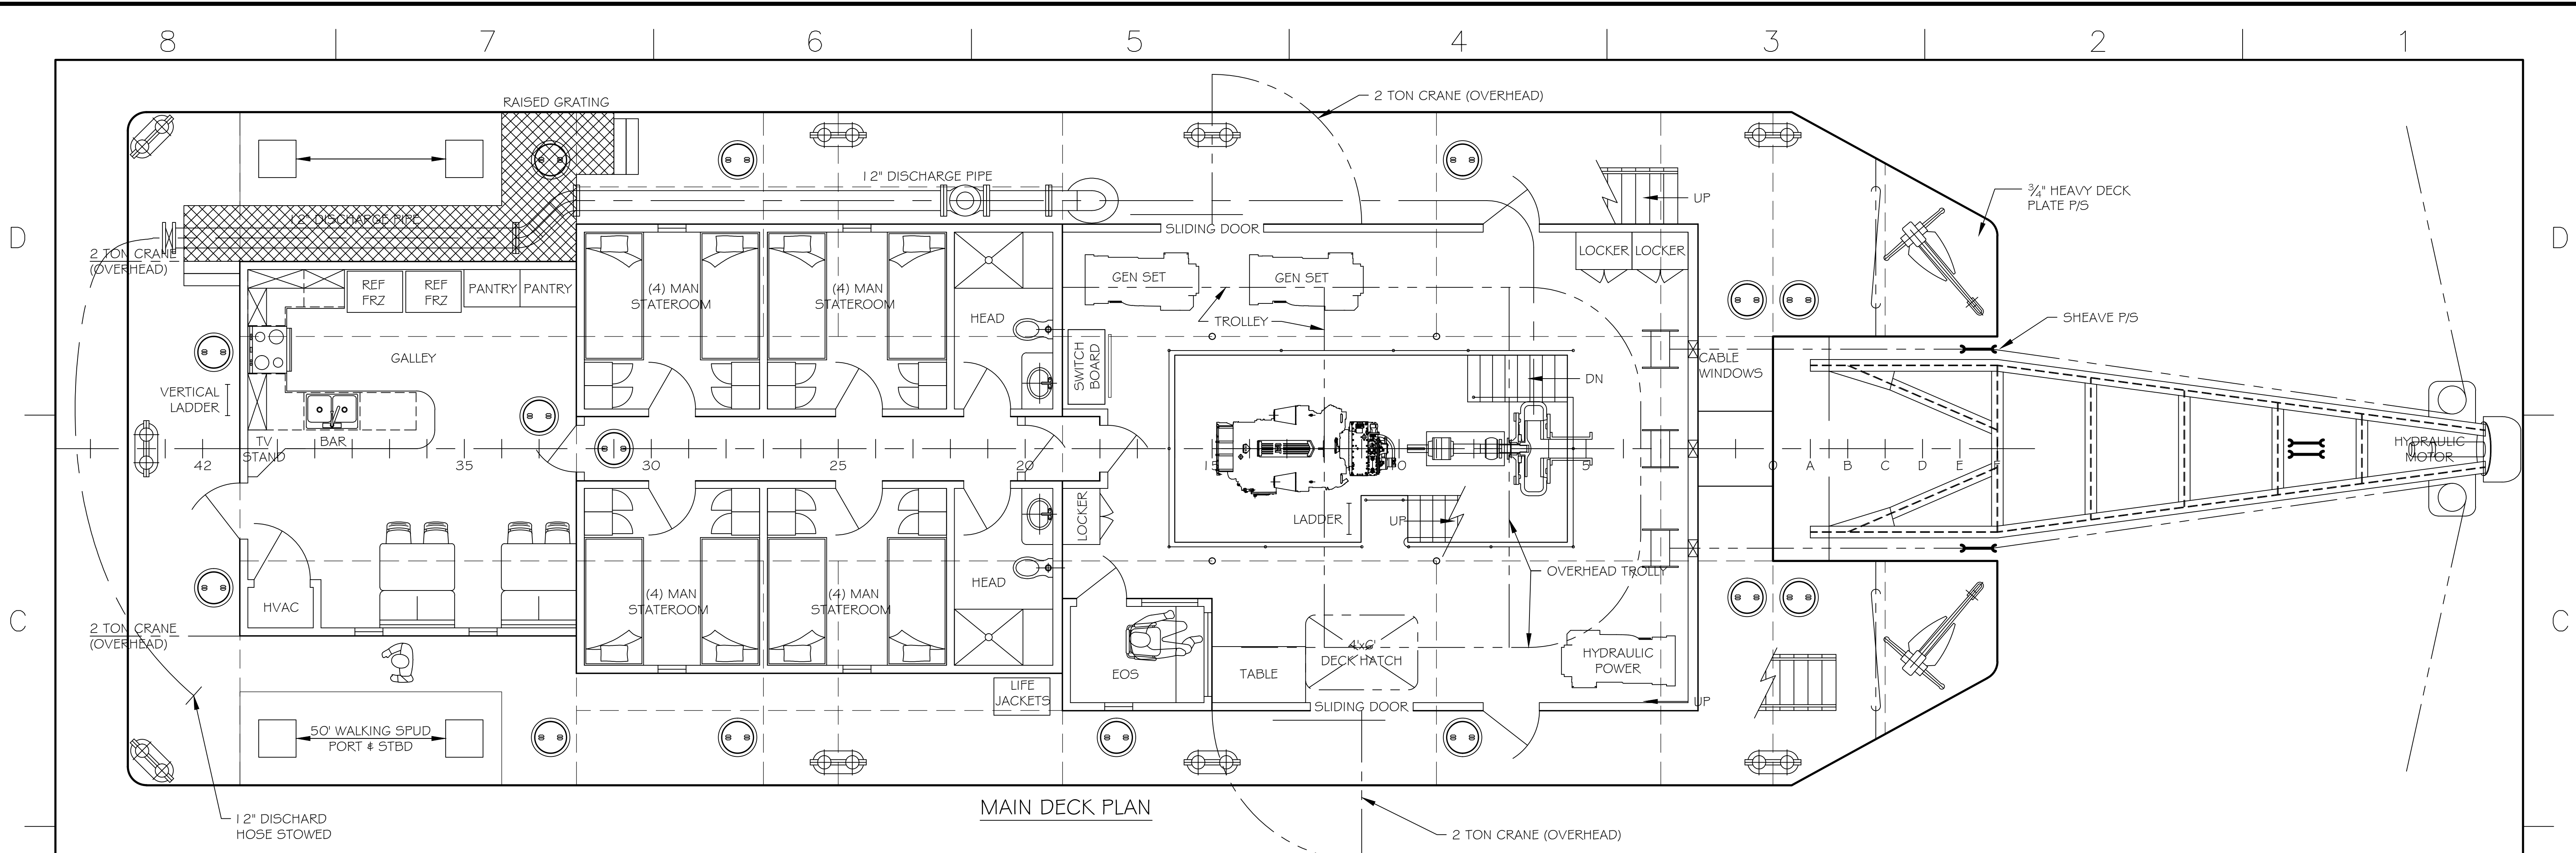 8 7 6 5 4 3 2 1
RAISED GRATING
2 TON CRANE (OVERHEAD)
12" DISCHARGE PIPE
3/4" HEAVY DECK
PLATE P/S
UP
12" DISCHARGE PIPE
SLIDING DOOR
D
D
2 TON CRANE
(OVERHEAD)
LOCKER LOCKER
REF
FRZ
REF
FRZ
PANTRY PANTRY
(4) MAN
STATEROOM
(4) MAN
STATEROOM
GEN SET
GEN SET
HEAD
TROLLEY
SHEAVE P/S
GALLEY
SWITCH
BOARD
CABLE
WINDOWS
VERTICAL
LADDER
DN
TV
STAND
BAR
HYDRAULIC
MOTOR
42 35 30 25 20 15 10 5 0 A B C D E F
LOCKER
LADDER
UP
OVERHEAD TROLLY
HVAC
(4) MAN
STATEROOM
(4) MAN
STATEROOM
HEAD
C
C
2 TON CRANE
(OVERHEAD)
4'x6'
DECK HATCH
HYDRAULIC
POWER
EOS
TABLE
LIFE
JACKETS
SLIDING DOOR
UP
50' WALKING SPUD
PORT & STBD
MAIN DECK PLAN
12" DISCHARD
HOSE STOWED
2 TON CRANE (OVERHEAD)